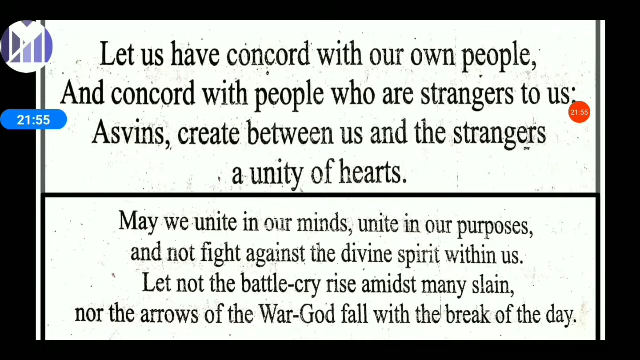 Let us have concord with our own people,
And concord with people who are strangers to us:
21:55
21:55
Asvins, create between us and the strangers
a unity of hearts.
May we unite in our minds, unite in our purposes,
and not fight against the divine spirit within us.
Let not the battle-cry rise amidst many slain,
nor the arrows of the War-God fall with the break of the day.